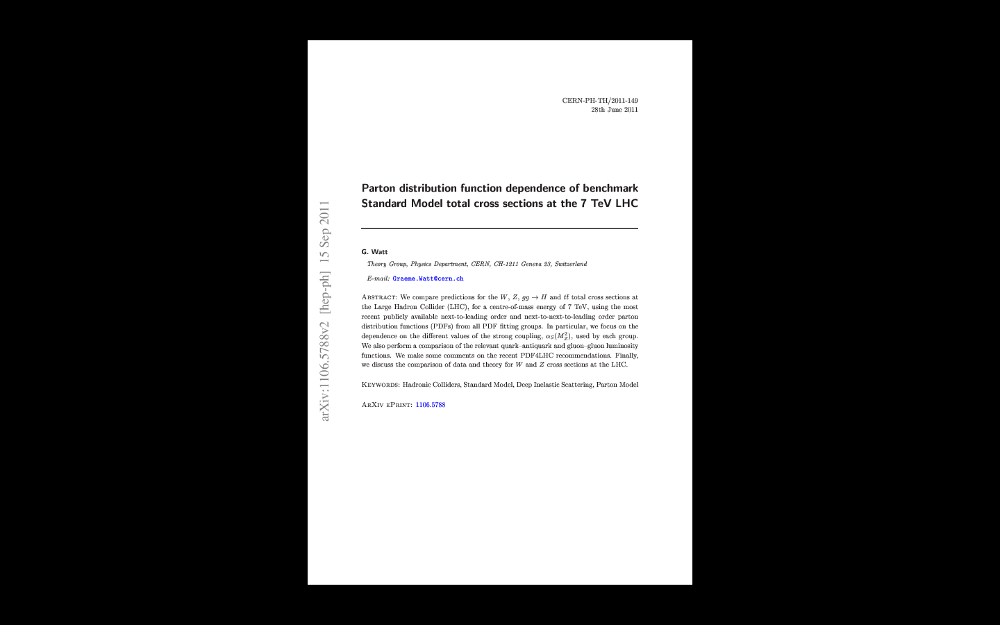 CERN-PH-TH/2011-149
28th June 2011
Parton distribution function dependence of benchmark
Standard Model total cross sections at the 7 TeV LHC
G. Watt
Theory Group, Physics Department, CERN, CH-1211 Geneva 23, Switzerland
E-mail: Graeme.Watt@cern.ch
Abstract: We compare predictions for the W, Z, gg → H and tt̄ total cross sections at
the Large Hadron Collider (LHC), for a centre-of-mass energy of 7 TeV, using the most
recent publicly available next-to-leading order and next-to-next-to-leading order parton
distribution functions (PDFs) from all PDF fitting groups. In particular, we focus on the
dependence on the different values of the strong coupling, α_S(M_Z^2), used by each group.
We also perform a comparison of the relevant quark–antiquark and gluon–gluon luminosity
functions. We make some comments on the recent PDF4LHC recommendations. Finally,
we discuss the comparison of data and theory for W and Z cross sections at the LHC.
Keywords: Hadronic Colliders, Standard Model, Deep Inelastic Scattering, Parton Model
ArXiv ePrint: 1106.5788
arXiv:1106.5788v2 [hep-ph] 15 Sep 2011